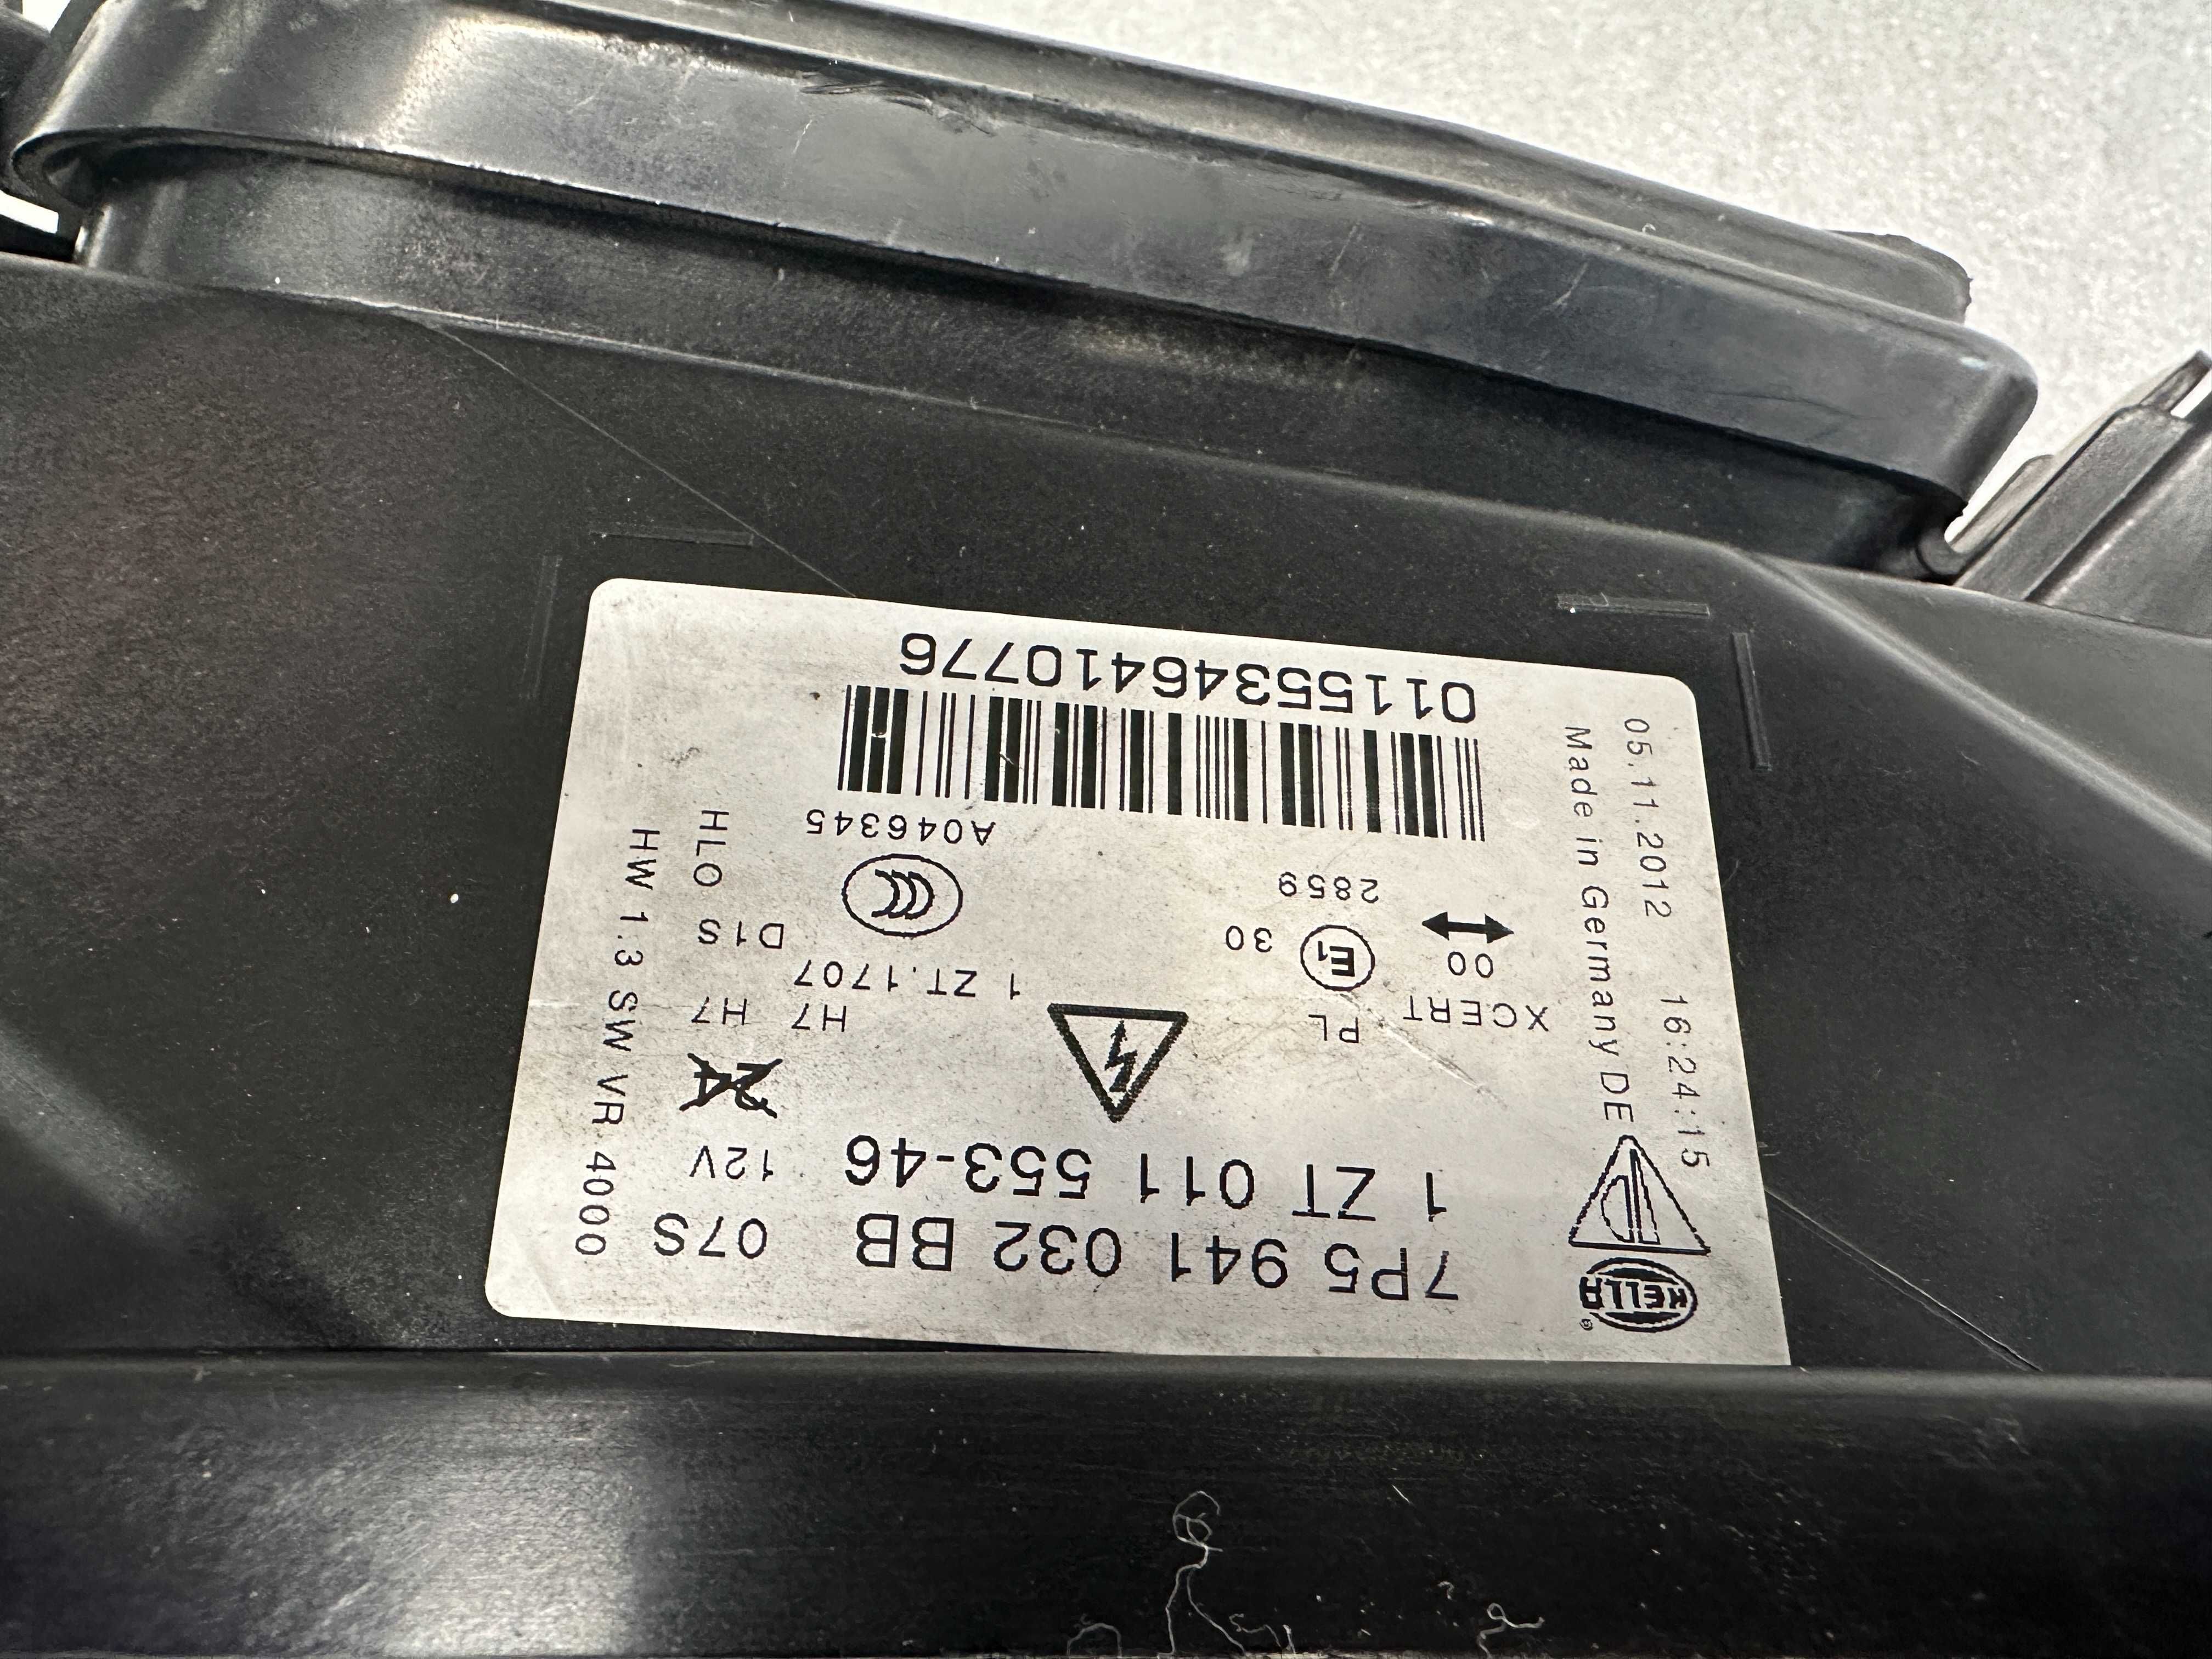 HELLA ®
7P5 941 032 BB 07S
1 ZT 011 553-46 12V
24
XCERT PL H7 H7
00 E1 30 1 ZT.1707 D1S
2859 CCC HLO
A046345
01155346410776
Made in Germany DE
05.11.2012 16:24:15
HW 1.3 SW VR 4000